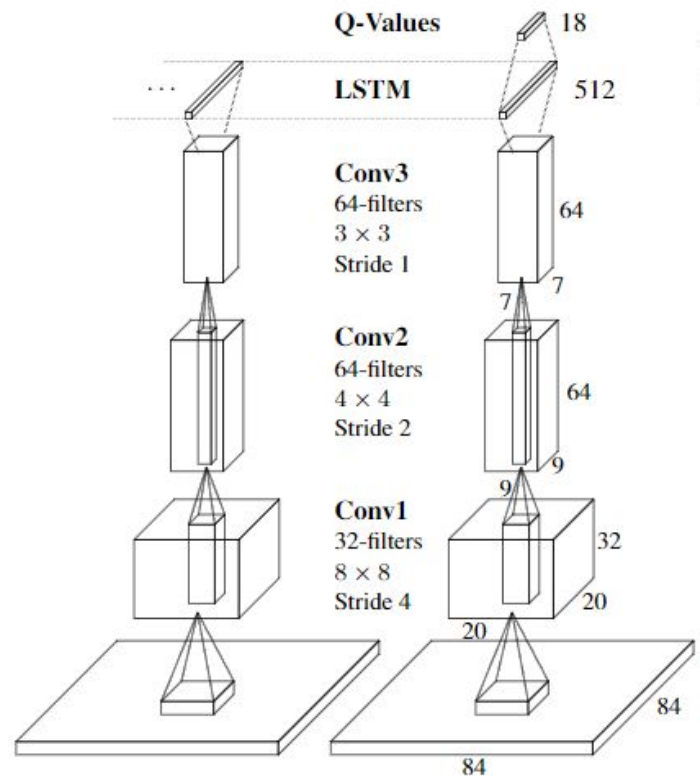 Q-Values 18
... LSTM 512
Conv3
64-filters
3 × 3
Stride 1
64
7
7
Conv2
64-filters
4 × 4
Stride 2
64
9
9
Conv1
32-filters
8 × 8
Stride 4
32
20
20
84
84